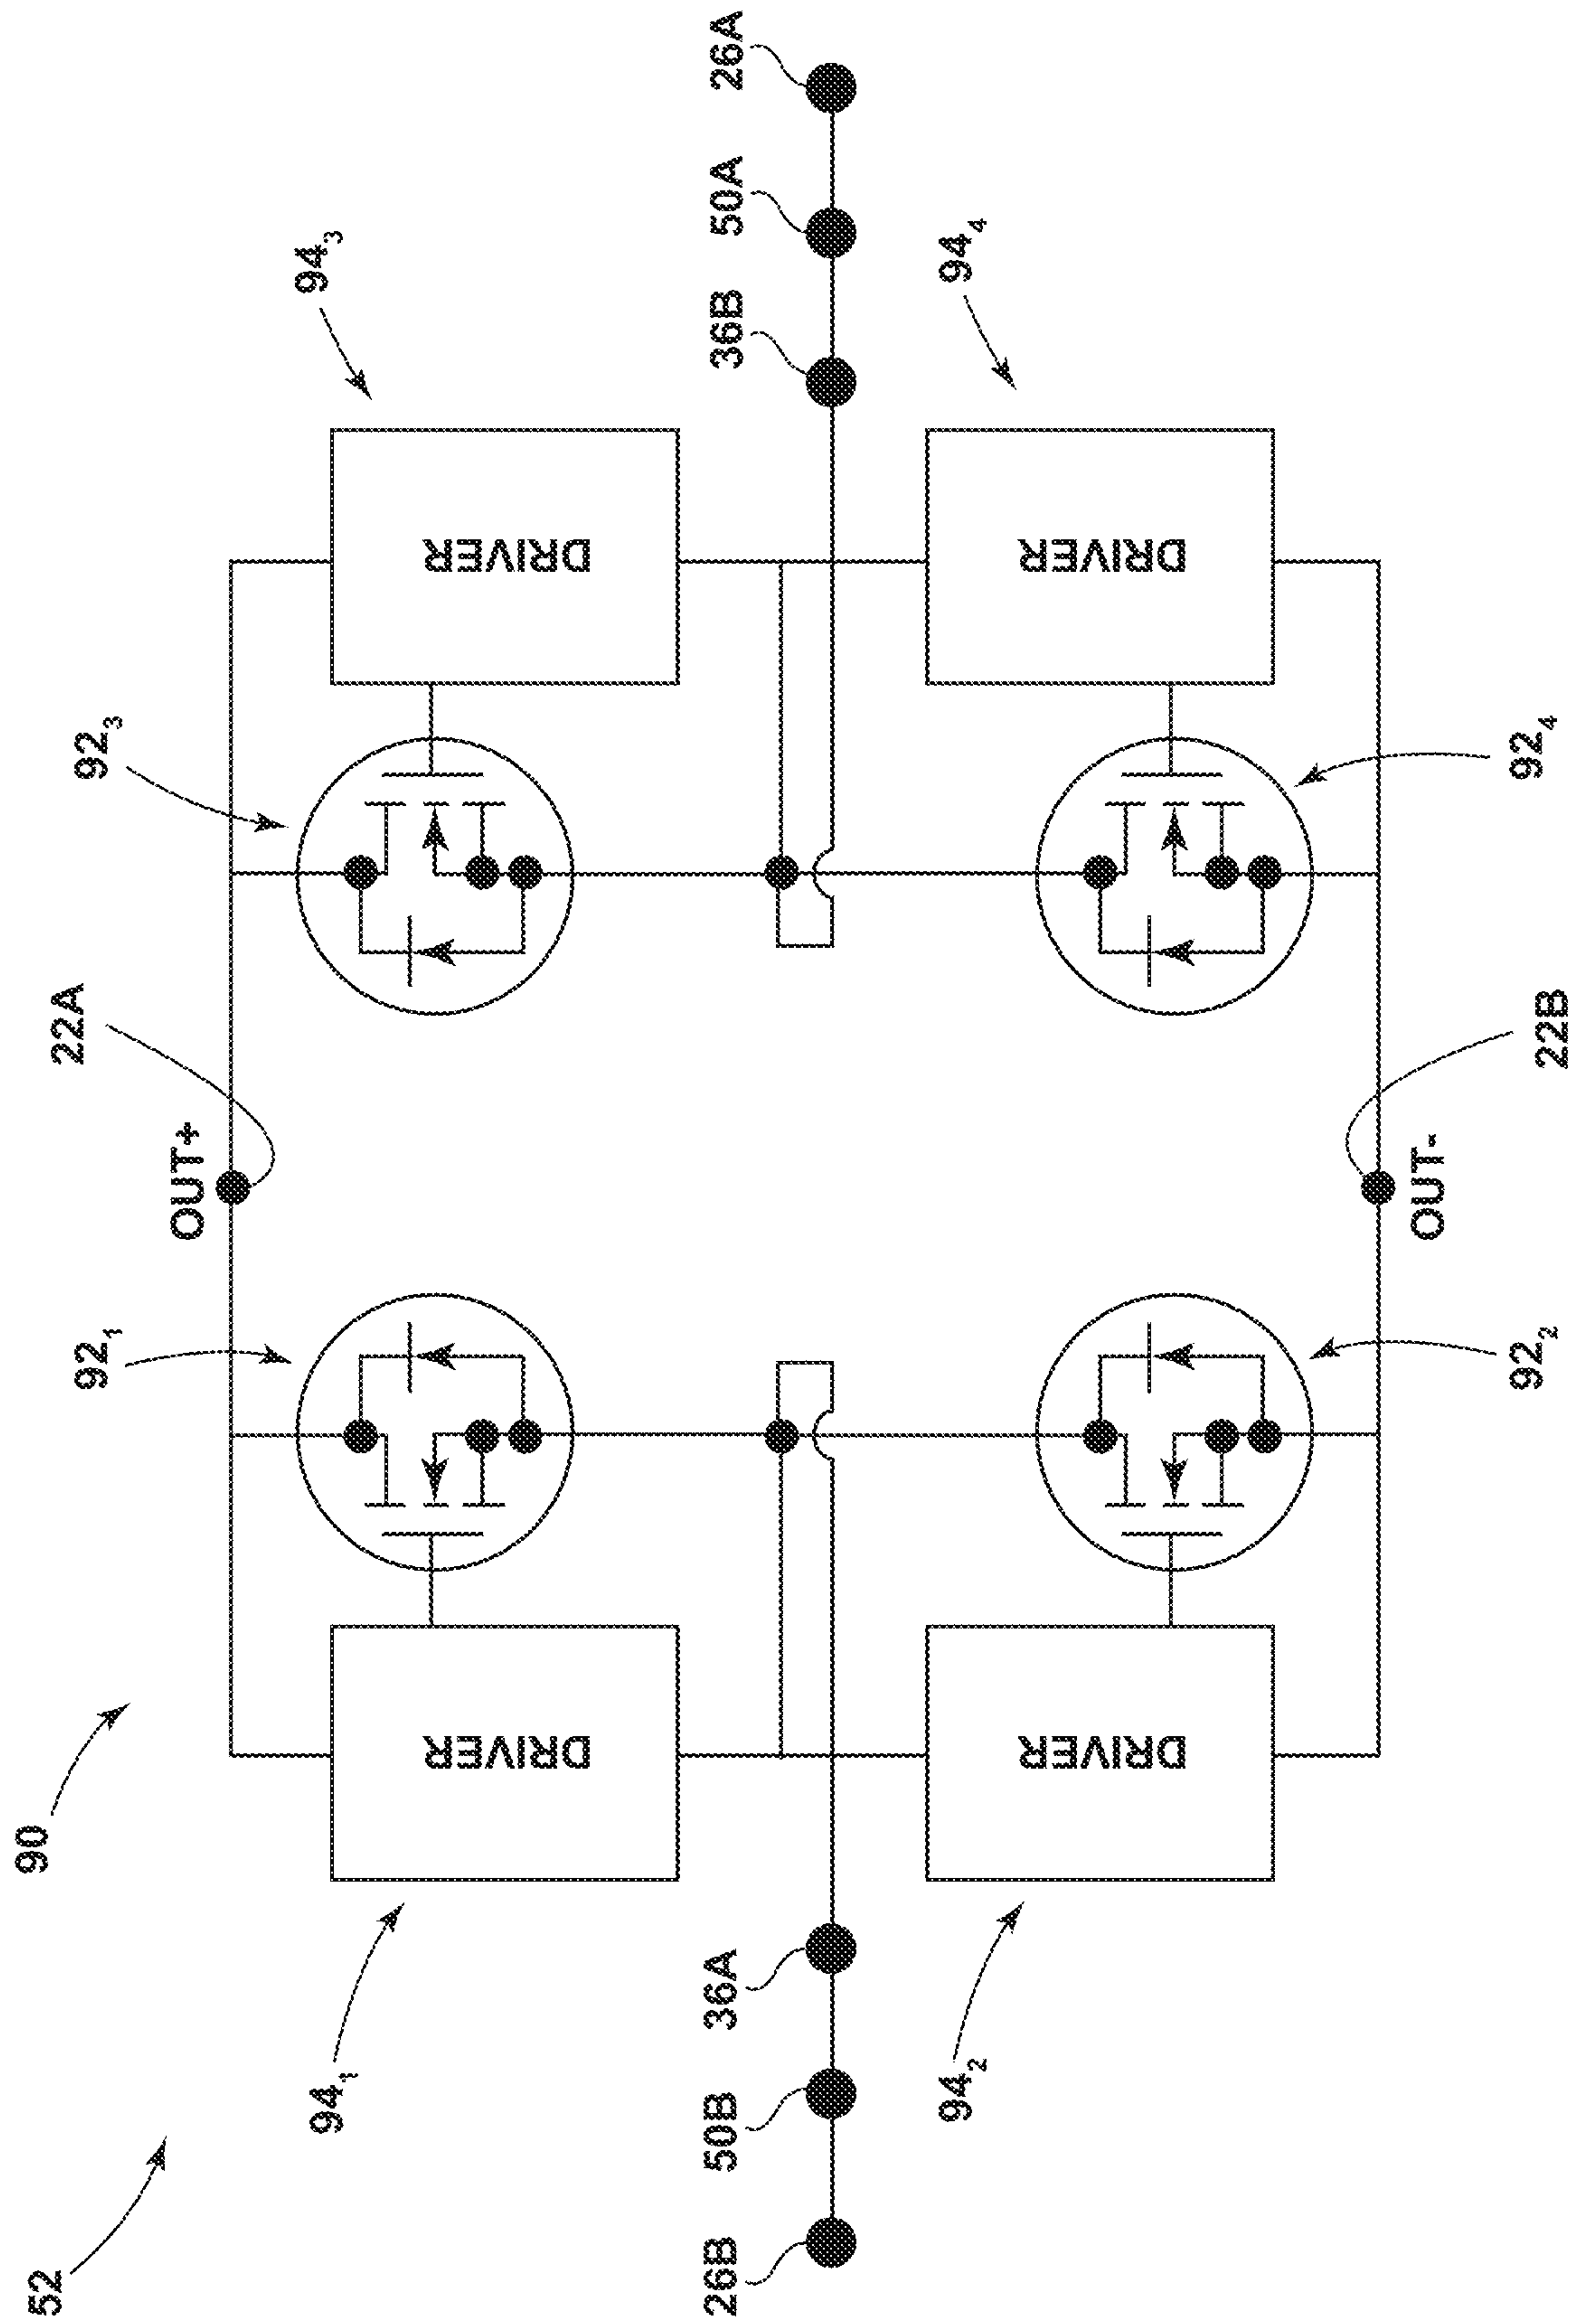 52
90
26B
50B
36A
94₁
94₂
DRIVER
DRIVER
92₁
92₂
OUT+
22A
OUT-
22B
92₃
92₄
DRIVER
DRIVER
94₃
94₄
36B
50A
26A